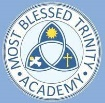 MOST BLESSED TRINITY
· ACADEMY ·